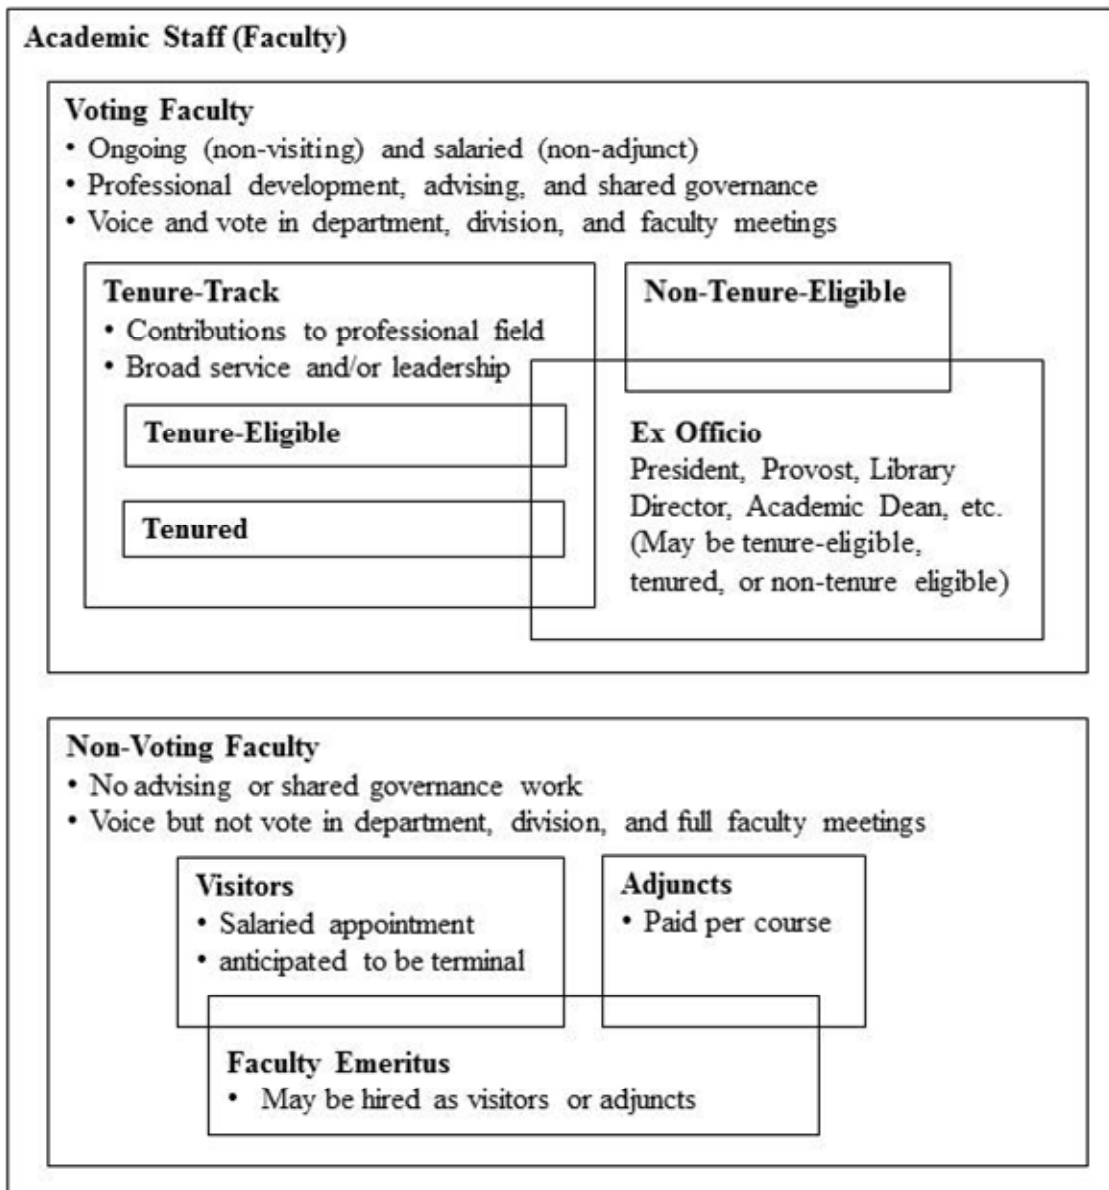 Academic Staff (Faculty)
Voting Faculty
• Ongoing (non-visiting) and salaried (non-adjunct)
• Professional development, advising, and shared governance
• Voice and vote in department, division, and faculty meetings
Tenure-Track
• Contributions to professional field
• Broad service and/or leadership
Tenure-Eligible
Tenured
Non-Tenure-Eligible
Ex Officio
President, Provost, Library
Director, Academic Dean, etc.
(May be tenure-eligible,
tenured, or non-tenure eligible)
Non-Voting Faculty
• No advising or shared governance work
• Voice but not vote in department, division, and full faculty meetings
Visitors
• Salaried appointment
• anticipated to be terminal
Adjuncts
• Paid per course
Faculty Emeritus
• May be hired as visitors or adjuncts